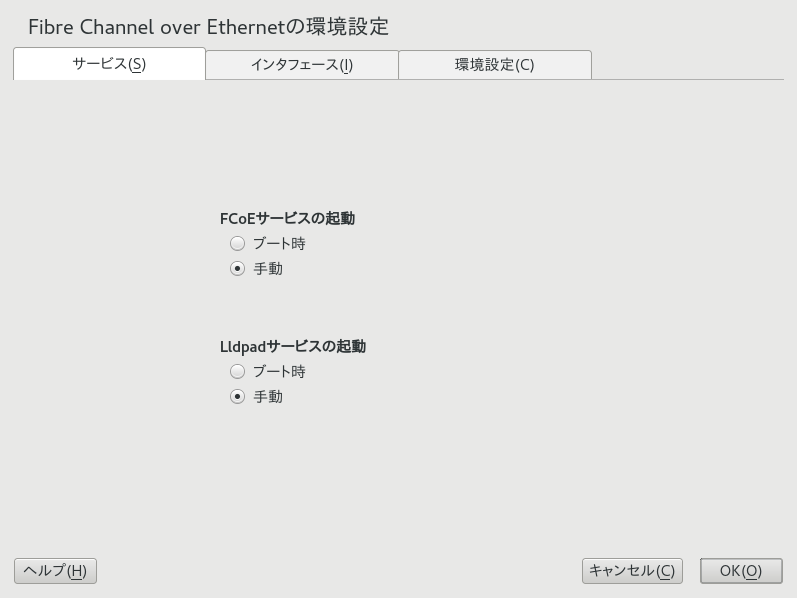 Fibre Channel over Ethernetの環境設定
サービス(S) インタフェース(I) 環境設定(C)
FCoEサービスの起動
ブート時
手動
Lldpadサービスの起動
ブート時
手動
ヘルプ(H) キャンセル(C) OK(O)